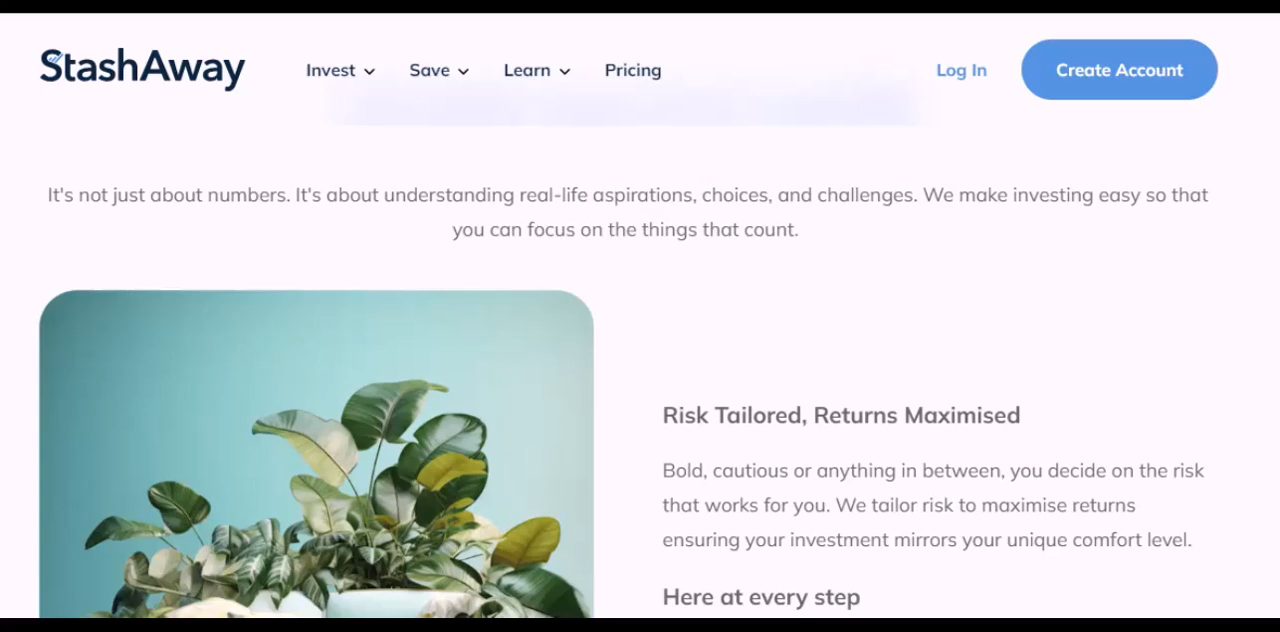 StashAway
Invest
Save
Learn
Pricing
Log In
Create Account
It's not just about numbers. It's about understanding real-life aspirations, choices, and challenges. We make investing easy so that
you can focus on the things that count.
Risk Tailored, Returns Maximised
Bold, cautious or anything in between, you decide on the risk
that works for you. We tailor risk to maximise returns
ensuring your investment mirrors your unique comfort level.
Here at every step